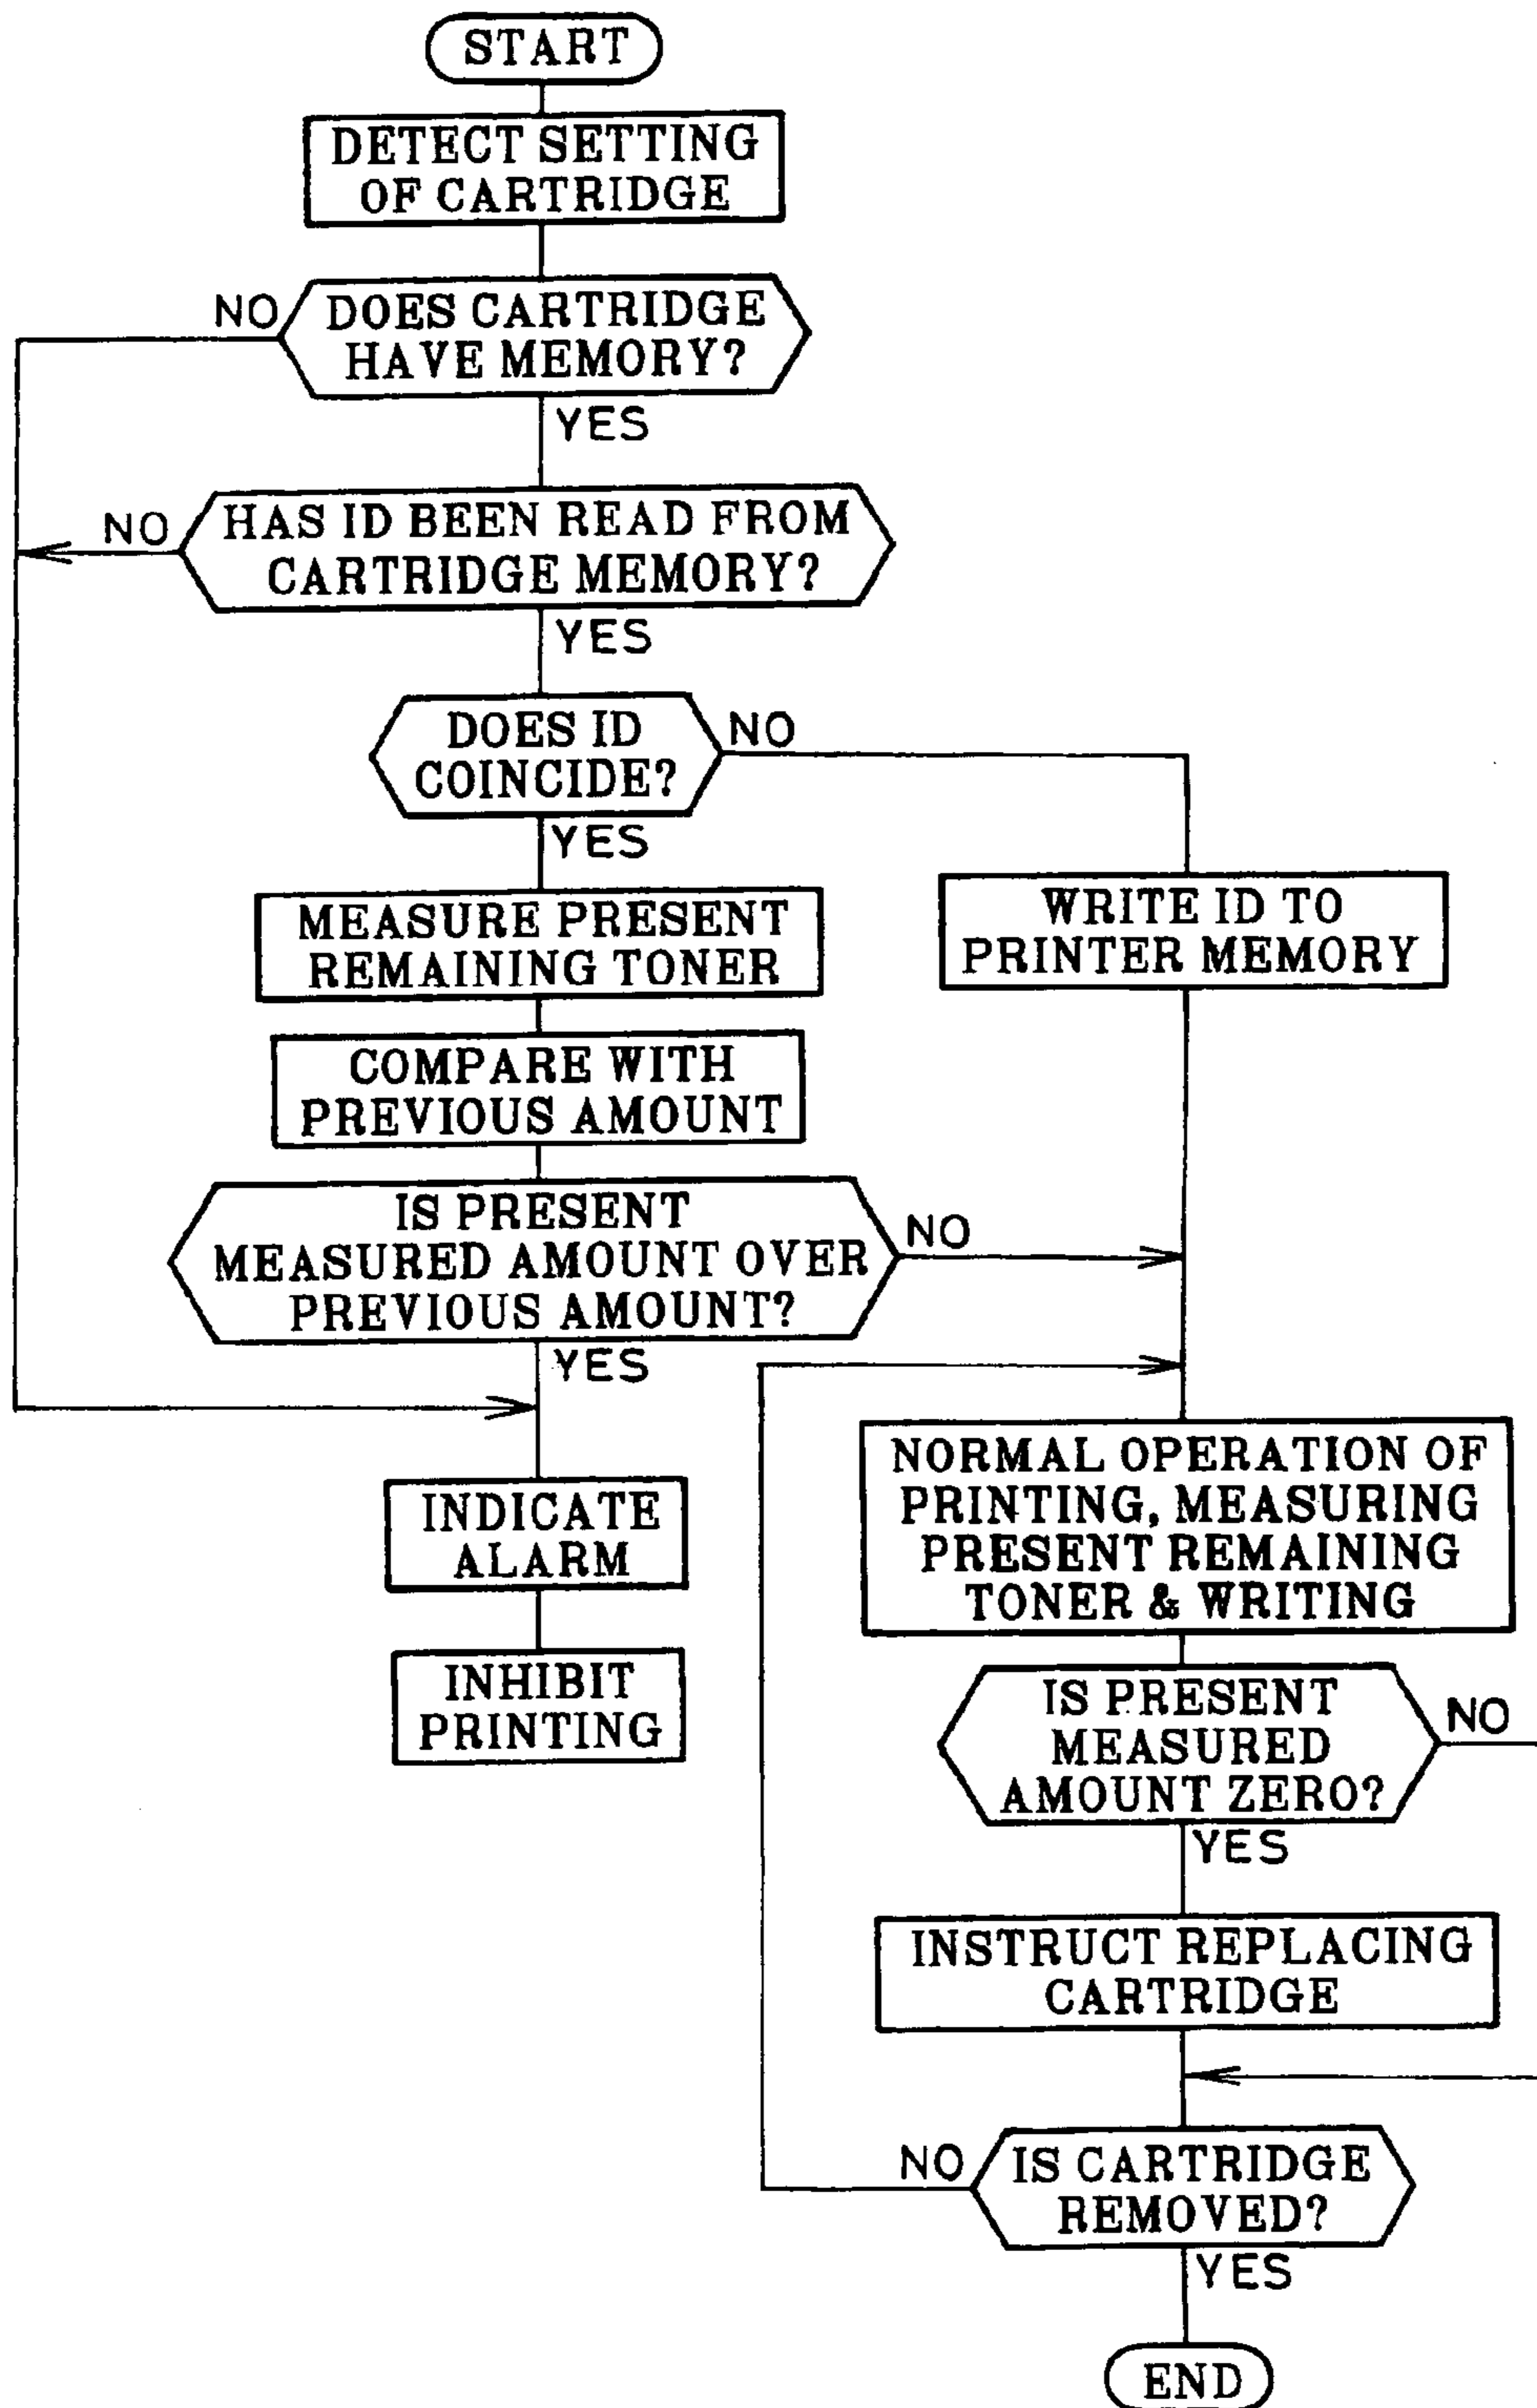 START
DETECT SETTING
OF CARTRIDGE
NO
DOES CARTRIDGE
HAVE MEMORY?
YES
NO
HAS ID BEEN READ FROM
CARTRIDGE MEMORY?
YES
DOES ID
COINCIDE?
NO
YES
MEASURE PRESENT
REMAINING TONER
WRITE ID TO
PRINTER MEMORY
COMPARE WITH
PREVIOUS AMOUNT
IS PRESENT
MEASURED AMOUNT OVER
PREVIOUS AMOUNT?
NO
YES
INDICATE
ALARM
INHIBIT
PRINTING
NORMAL OPERATION OF
PRINTING, MEASURING
PRESENT REMAINING
TONER & WRITING
IS PRESENT
MEASURED
AMOUNT ZERO?
NO
YES
INSTRUCT REPLACING
CARTRIDGE
NO
IS CARTRIDGE
REMOVED?
YES
END